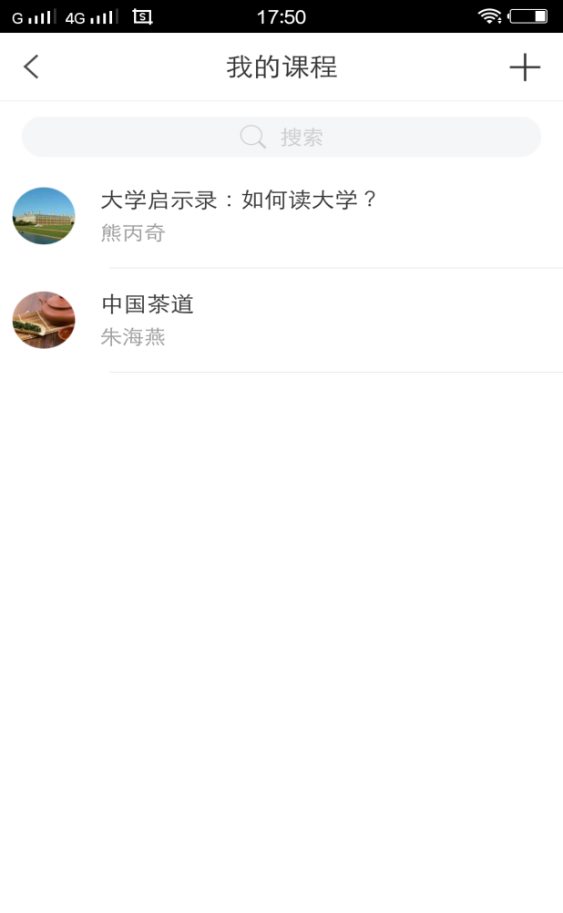 G 4G 17:50
我的课程
搜索
大学启示录：如何读大学？
熊丙奇
中国茶道
朱海燕